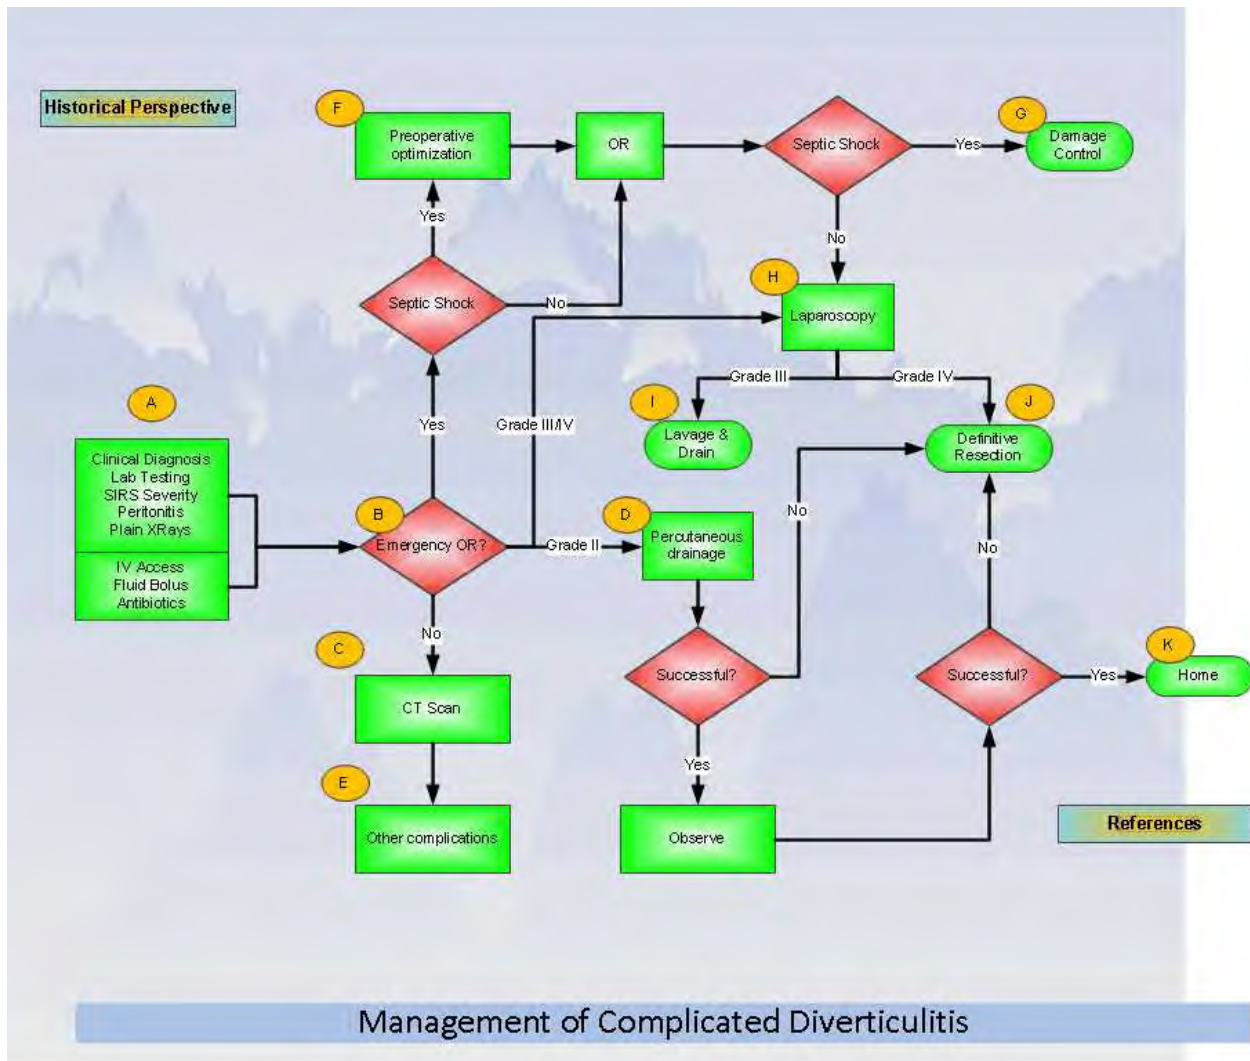 Historical Perspective
F
Preoperative
optimization
OR
Septic Shock
Yes
G
Damage
Control
Yes
No
Septic Shock
No
H
Laparoscopy
Grade III
Grade IV
A
I
Lavage &
Drain
J
Definitive
Resection
Yes
Grade III/IV
Clinical Diagnosis
Lab Testing
SIRS Severity
Peritonitis
Plain XRays
IV Access
Fluid Bolus
Antibiotics
B
Emergency OR?
Grade II
D
Percutaneous
drainage
No
No
No
C
CT Scan
Successful?
Successful?
Yes
K
Home
Yes
E
Other complications
Observe
References
Management of Complicated Diverticulitis